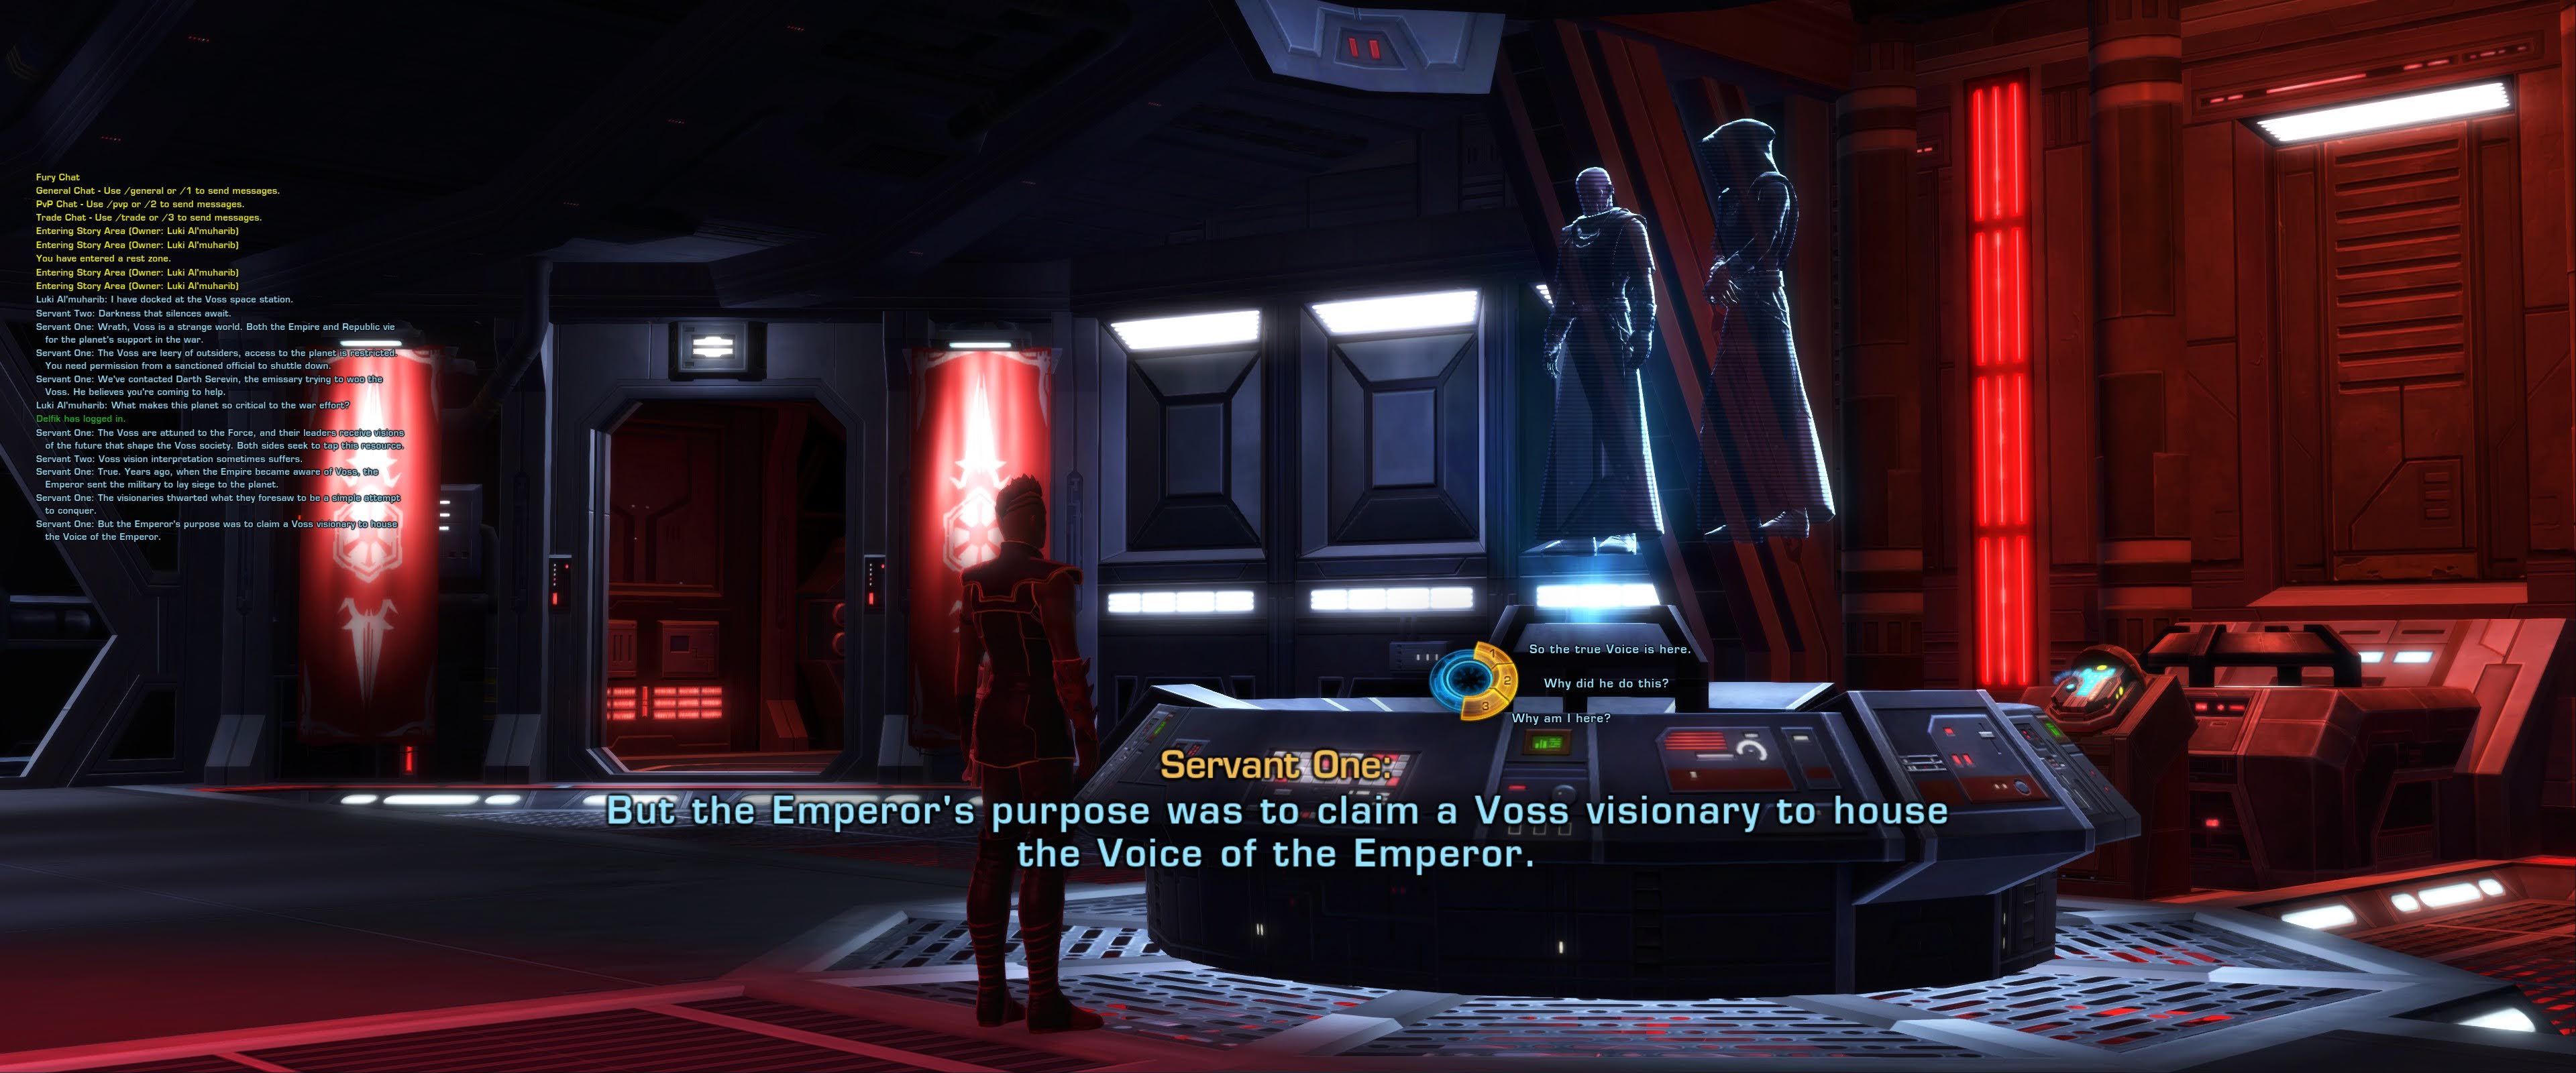 Fury Chat
General Chat - Use /general or /1 to send messages.
PvP Chat - Use /pvp or /2 to send messages.
Trade Chat - Use /trade or /3 to send messages.
Entering Story Area (Owner: Luki Al'muharib)
Entering Story Area (Owner: Luki Al'muharib)
You have entered a rest zone.
Entering Story Area (Owner: Luki Al'muharib)
Entering Story Area (Owner: Luki Al'muharib)
Luki Al'muharib: I have docked at the Voss space station.
Servant Two: Darkness that silences await.
Servant One: Wrath, Voss is a strange world. Both the Empire and Republic vie
for the planet's support in the war.
Servant One: The Voss are leery of outsiders, access to the planet is restricted.
You need permission from a sanctioned official to shuttle down.
Servant One: We've contacted Darth Serevin, the emissary trying to woo the
Voss. He believes you're coming to help.
Luki Al'muharib: What makes this planet so critical to the war effort?
Delfik has logged in.
Servant One: The Voss are attuned to the Force, and their leaders receive visions
of the future that shape the Voss society. Both sides seek to tap this resource.
Servant Two: Voss vision interpretation sometimes suffers.
Servant One: True. Years ago, when the Empire became aware of Voss, the
Emperor sent the military to lay siege to the planet.
Servant One: The visionaries thwarted what they foresaw to be a simple attempt
to conquer.
Servant One: But the Emperor's purpose was to claim a Voss visionary to house
the Voice of the Emperor.
1 So the true Voice is here.
2 Why did he do this?
3 Why am I here?
Servant One:
But the Emperor's purpose was to claim a Voss visionary to house
the Voice of the Emperor.